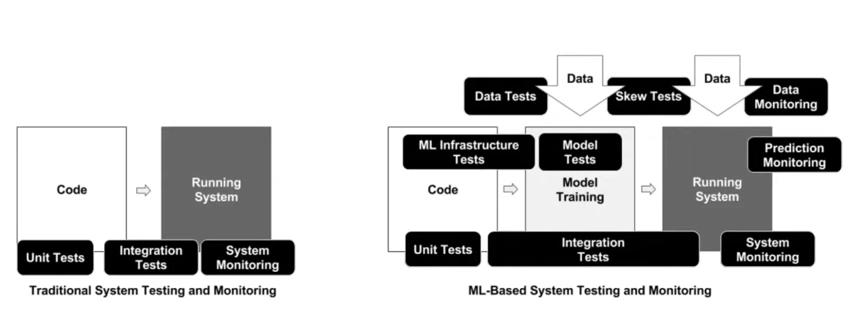 Code
Running
System
Unit Tests
Integration
Tests
System
Monitoring
Traditional System Testing and Monitoring
Data
Data
Data Tests
Skew Tests
Data
Monitoring
ML Infrastructure
Tests
Model
Tests
Prediction
Monitoring
Code
Model
Training
Running
System
Unit Tests
Integration
Tests
System
Monitoring
ML-Based System Testing and Monitoring